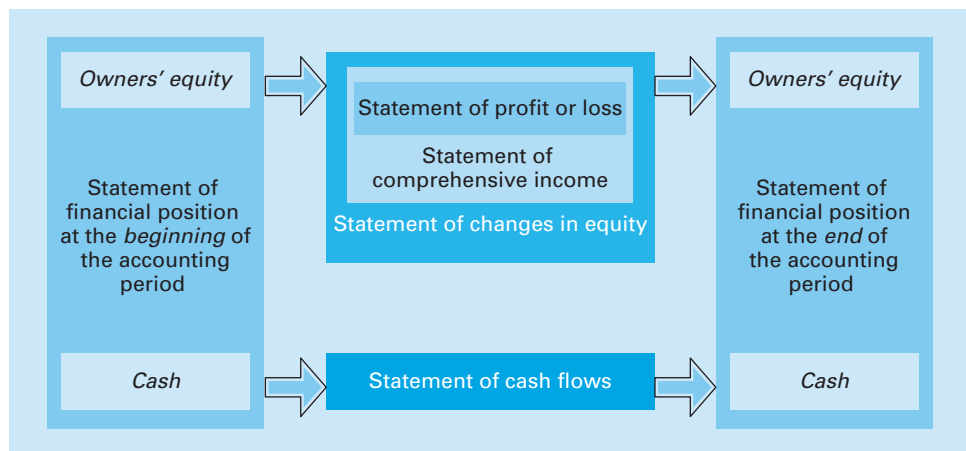 Owners’ equity
Statement of
financial position
at the beginning of
the accounting
period
Cash
Statement of profit or loss
Statement of
comprehensive income
Statement of changes in equity
Statement of cash flows
Owners’ equity
Statement of
financial position
at the end of
the accounting
period
Cash